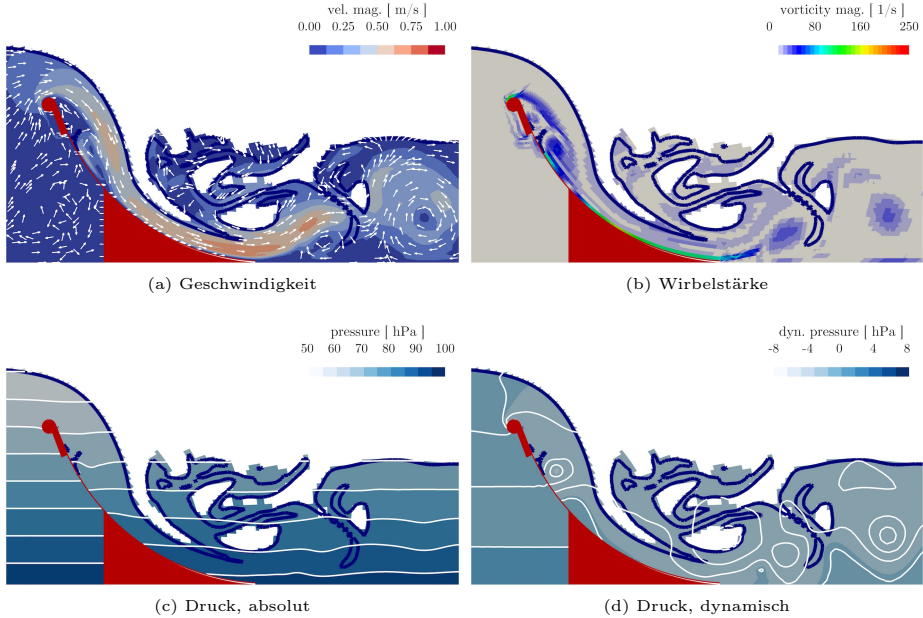 vel. mag. [ m/s ]
0.00 0.25 0.50 0.75 1.00
vorticity mag. [ 1/s ]
0 80 160 250
(a) Geschwindigkeit
(b) Wirbelstärke
pressure [ hPa ]
50 60 70 80 90 100
dyn. pressure [ hPa ]
-8 -4 0 4 8
(c) Druck, absolut
(d) Druck, dynamisch